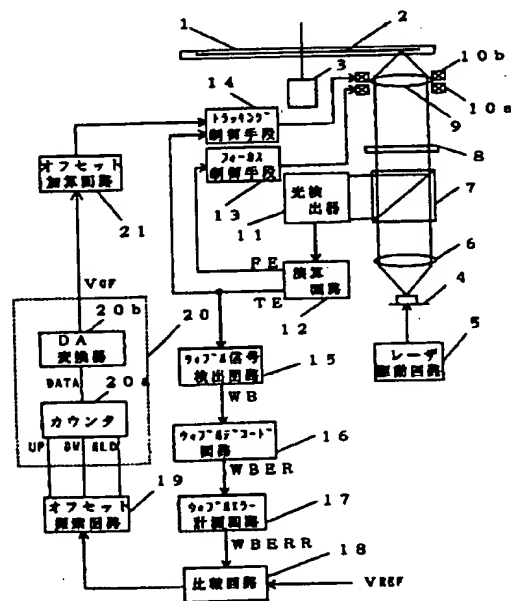 1
2
10b
3
14
10a
トラッキング
制御手段
9
8
オフセット
加算回路
フォーカス
制御手段
13
光検出器
7
21
11
FE
演算回路
6
TE
12
4
VOF
20b
20
DA
変換器
ウォブル信号
検出回路
15
レーザ
駆動回路
5
DATA
20a
WB
カウンタ
ウォブルデコード
回路
16
UP
DW
HLD
WBER
オフセット
探索回路
19
ウォブルエラー
計測回路
17
WBERR
18
比較回路
VREF